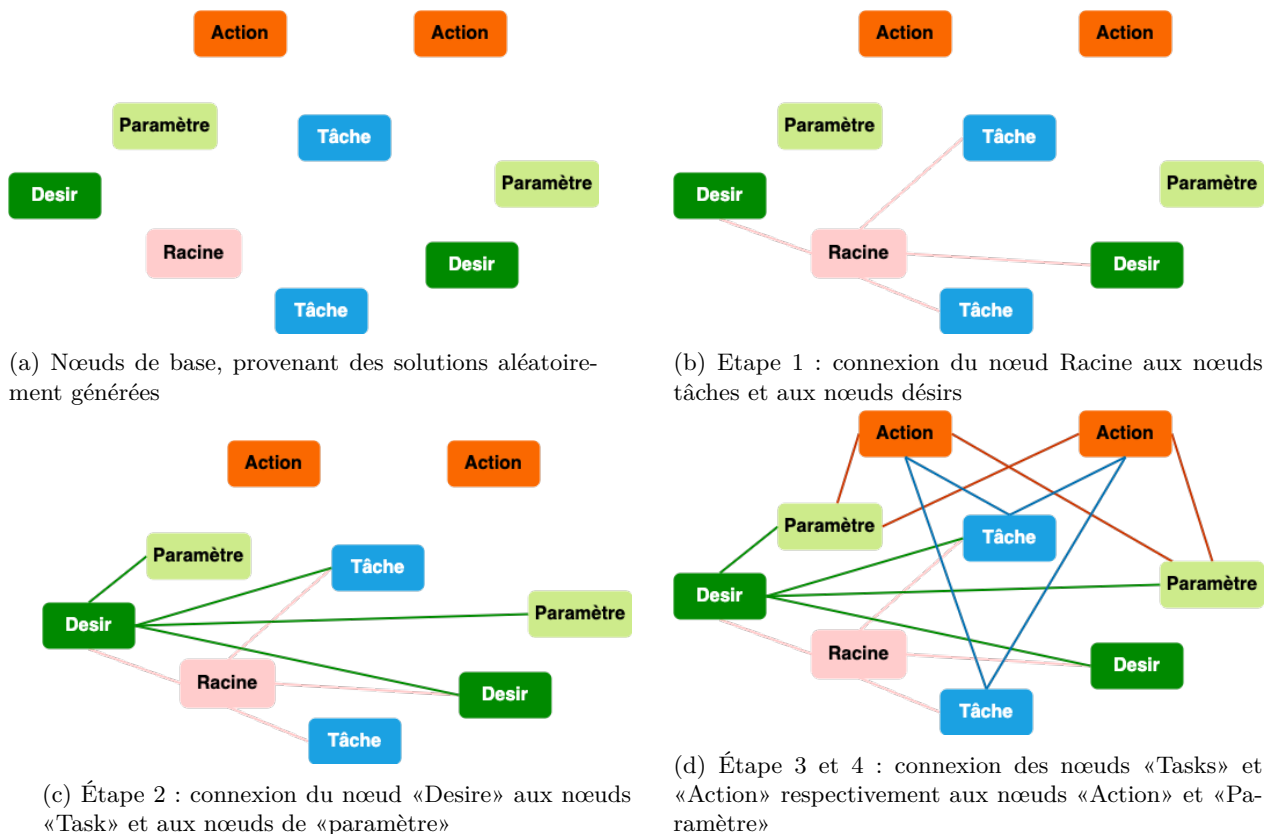 Action
Action
Paramètre
Tâche
Paramètre
Desir
Racine
Desir
Tâche
(a) Nœuds de base, provenant des solutions aléatoire-
ment générées
Action
Action
Paramètre
Tâche
Paramètre
Desir
Racine
Desir
Tâche
(b) Etape 1 : connexion du nœud Racine aux nœuds
tâches et aux nœuds désirs
Action
Action
Paramètre
Tâche
Paramètre
Desir
Racine
Desir
Tâche
(c) Étape 2 : connexion du nœud «Desire» aux nœuds
«Task» et aux nœuds de «paramètre»
Action
Action
Paramètre
Tâche
Paramètre
Desir
Racine
Desir
Tâche
(d) Étape 3 et 4 : connexion des nœuds «Tasks» et
«Action» respectivement aux nœuds «Action» et «Pa-
ramètre»